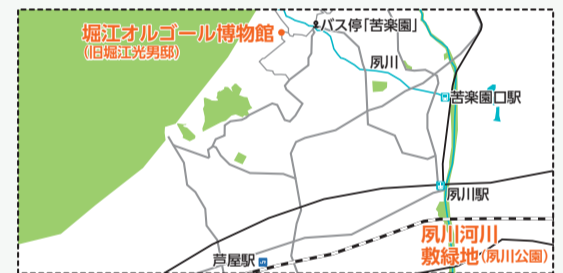 堀江オルゴール博物館
(旧堀江光男邸)
バス停「苦楽園」
夙川
苦楽園口駅
夙川駅
夙川河川
敷緑地(夙川公園)
芦屋駅